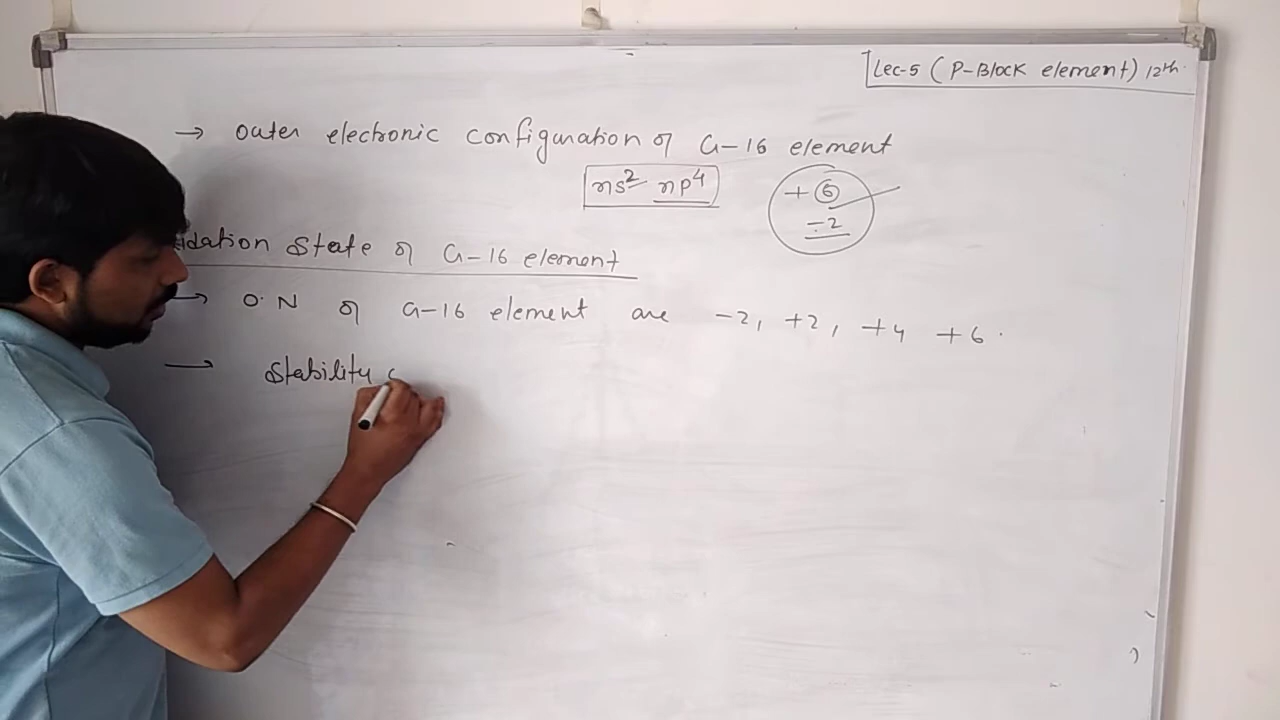 Lec-5 (P-Block element) 12th
→ Outer electronic configuration of G-16 element
ns² np⁴
+6
-2
idation state of G-16 element
→ O.N of G-16 element are -2, +2, +4 +6.
→ Stability